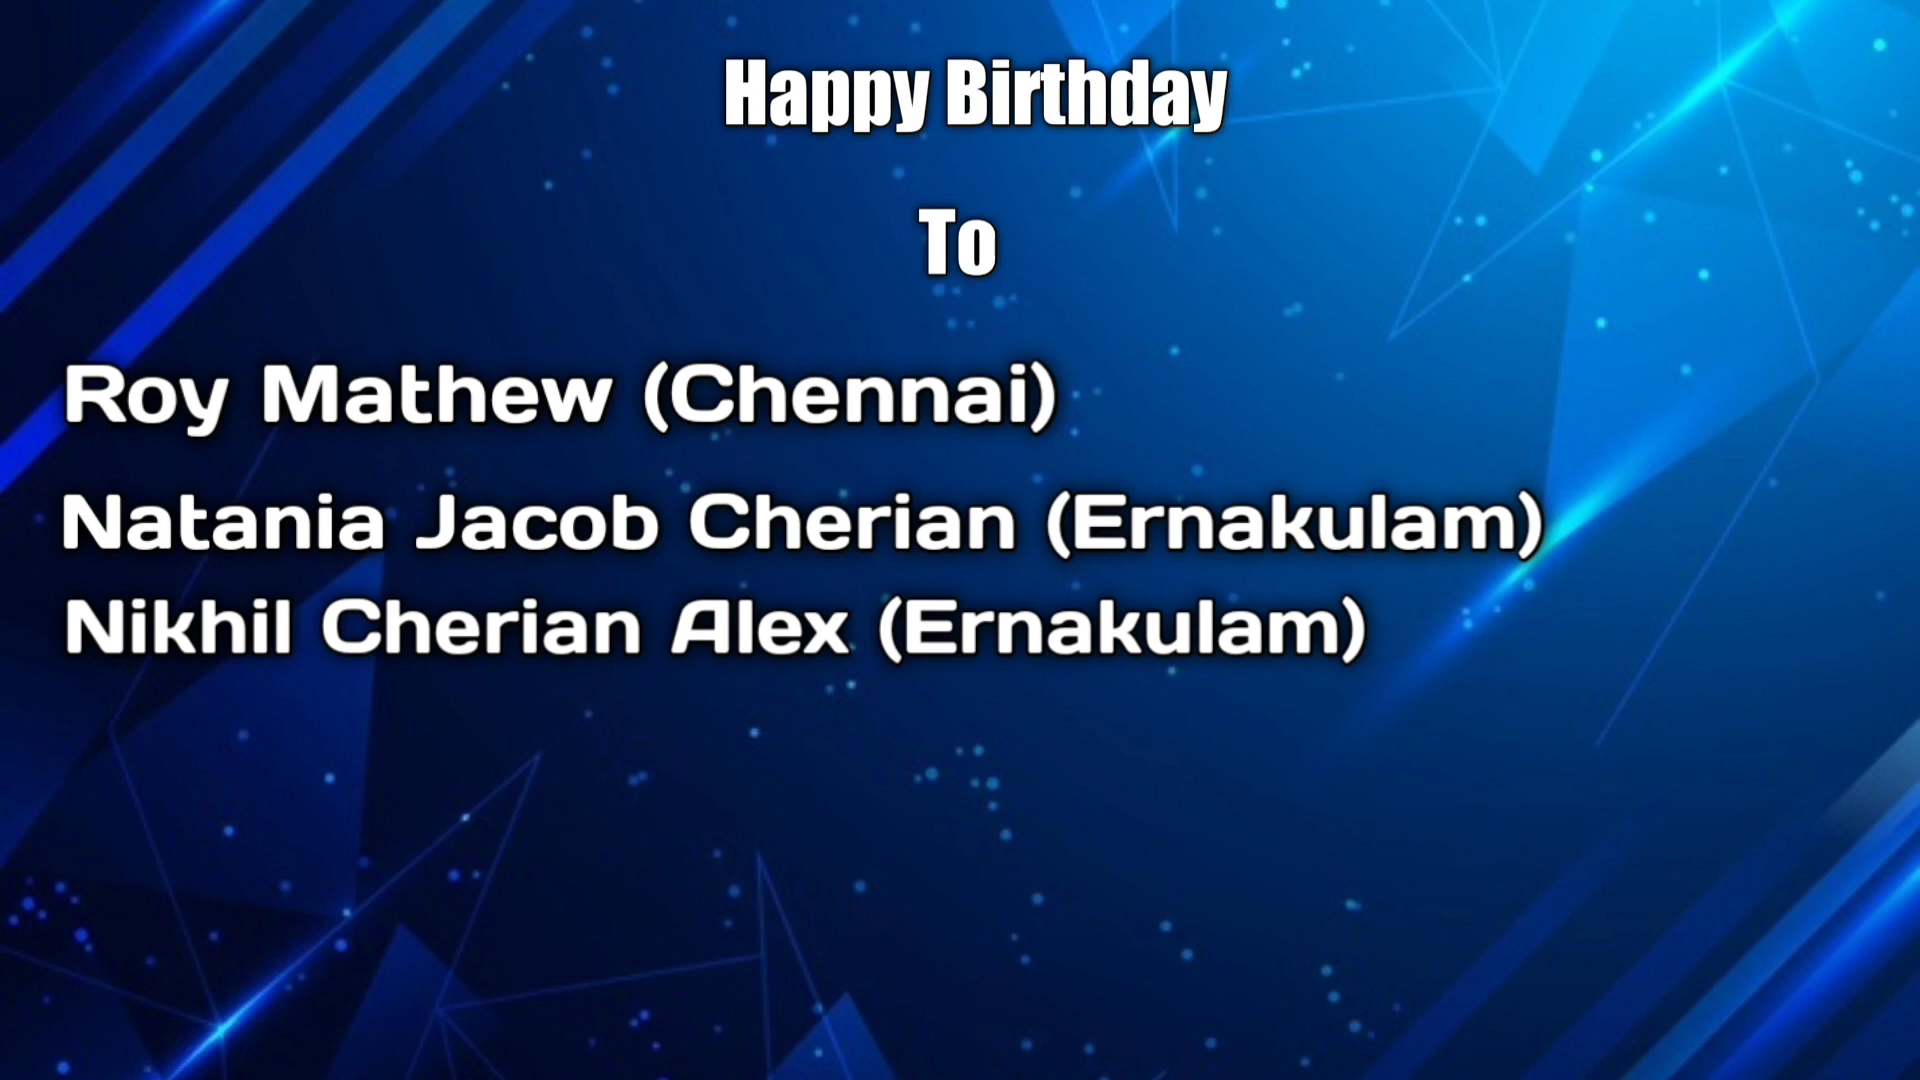 Happy Birthday
To
Roy Mathew (Chennai)
Natania Jacob Cherian (Ernakulam)
Nikhil Cherian Alex (Ernakulam)